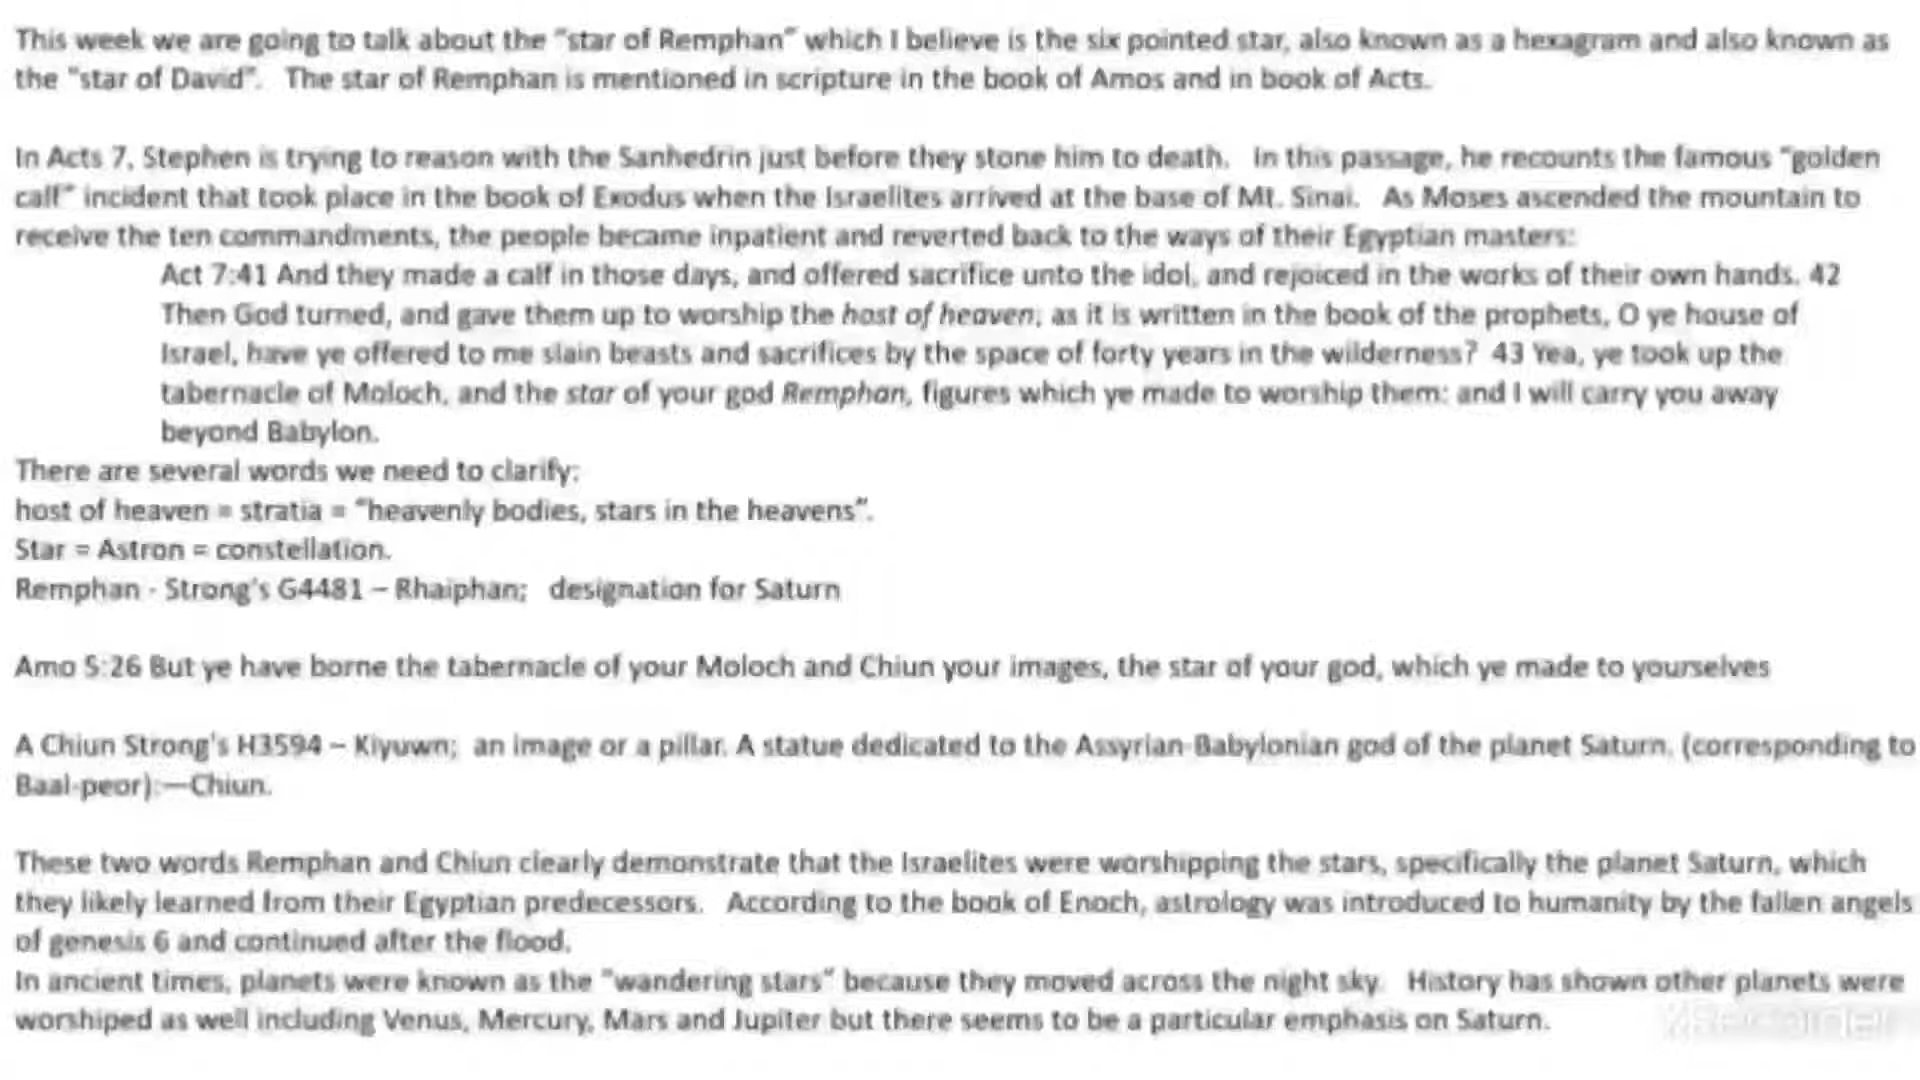 This week we are going to talk about the "star of Remphan" which I believe is the six pointed star, also known as a hexagram and also known as
the "star of David".   The star of Remphan is mentioned in scripture in the book of Amos and in book of Acts.
In Acts 7, Stephen is trying to reason with the Sanhedrin just before they stone him to death.   In this passage, he recounts the famous "golden
calf" incident that took place in the book of Exodus when the Israelites arrived at the base of Mt. Sinai.   As Moses ascended the mountain to
receive the ten commandments, the people became inpatient and reverted back to the ways of their Egyptian masters:
Act 7:41 And they made a calf in those days, and offered sacrifice unto the idol, and rejoiced in the works of their own hands. 42
Then God turned, and gave them up to worship the host of heaven; as it is written in the book of the prophets, O ye house of
Israel, have ye offered to me slain beasts and sacrifices by the space of forty years in the wilderness?  43 Yea, ye took up the
tabernacle of Moloch, and the star of your god Remphan, figures which ye made to worship them: and I will carry you away
beyond Babylon.
There are several words we need to clarify:
host of heaven = stratia = "heavenly bodies, stars in the heavens".
Star = Astron = constellation.
Remphan - Strong's G4481 – Rhaiphan;   designation for Saturn
Amo 5:26 But ye have borne the tabernacle of your Moloch and Chiun your images, the star of your god, which ye made to yourselves
A Chiun Strong's H3594 – Kiyuwn;  an image or a pillar. A statue dedicated to the Assyrian-Babylonian god of the planet Saturn. (corresponding to
Baal-peor):—Chiun.
These two words Remphan and Chiun clearly demonstrate that the Israelites were worshipping the stars, specifically the planet Saturn, which
they likely learned from their Egyptian predecessors.   According to the book of Enoch, astrology was introduced to humanity by the fallen angels
of genesis 6 and continued after the flood.
In ancient times, planets were known as the "wandering stars" because they moved across the night sky.   History has shown other planets were
worshiped as well including Venus, Mercury, Mars and Jupiter but there seems to be a particular emphasis on Saturn.